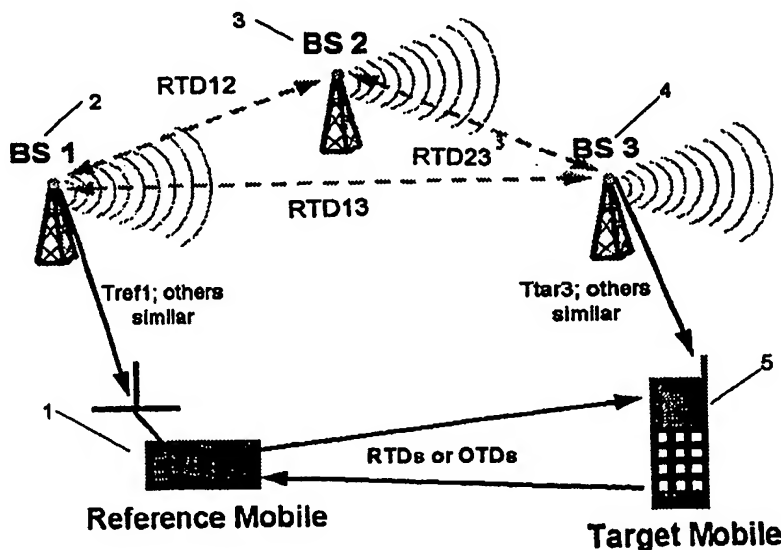 3
BS 2
RTD12
2
BS 1
4
BS 3
RTD23
RTD13
Tref1; others
similar
Ttar3; others
similar
1
5
RTDs or OTDs
Reference Mobile
Target Mobile